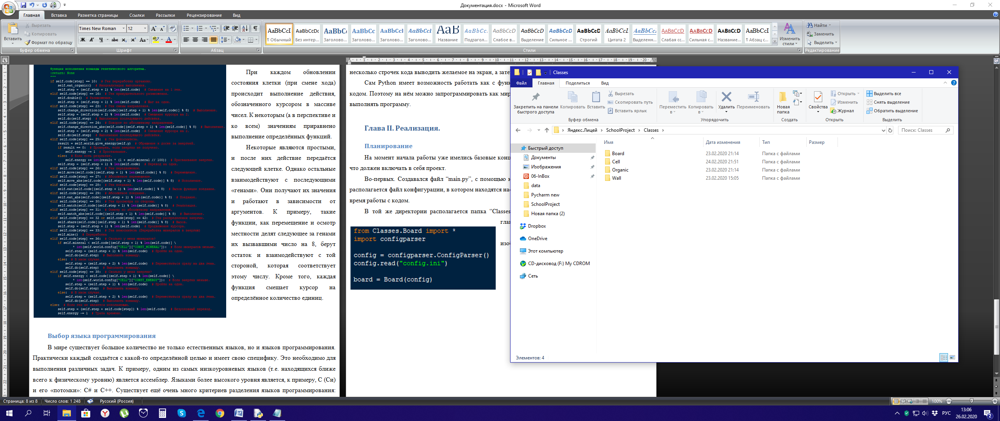 Документация.docx - Microsoft Word
Главная Вставка Разметка страницы Ссылки Рассылки Рецензирование Вид
Вставить
Вырезать
Копировать
Формат по образцу
Буфер обмена
Times New Roman 12
Шрифт
Абзац
AaBbCcI AaBbCcDc AaBbCc AaBbCc AaBbCcI AaBbCcI AaB AaBbCc. AaBbCcD AaBbCcD AaBbCcD AaBbCcD AaBbCcL AaBbCcI AaBbCcD AaBbCcD AaBbCcD AaBbCcI
¶ Обычный Без интер... Заголово... Заголово... Заголово... Заголово... Название Подзагол... Слабое в... Выделение Сильное ... Строгий Цитата 2 Выделенн... Слабая сс... Сильная с... Название... ¶ Абзац с...
Стили
Изменить стили
Найти
Заменить
Выделить
Редактирование
Функция исполнения команды генетического алгоритма.
:return: None
"""
if self.code[step] == 10: # Ген переработки органики.
self.eat_organic() # Инициализация выполнения.
self.step = (self.step + 1) % len(self.code) # Смещение на 1 ген.
elif self.code[step] == 16: # Ген принудительного размножения.
self.double() # Размножение.
self.step = (self.step + 1) % len(self.code) # Шаг на один.
elif self.code[step] == 23: # Ген смены направления.
self.change_direction(self.code[(self.step + 1) % len(self.code)] % 8) # Выполнение.
self.step = (self.step + 2) % len(self.code) # Смещение курсора на 2.
self.do(self.step) # Выполнение последующего действия.
elif self.code[step] == 24: # Поворот по абсолютному направлению.
self.change_direction_abs(self.code[(self.step + 1) % len(self.code)] % 8) # Выполнение.
self.step = (self.step + 2) % len(self.code) # Смещение курсора на 2.
self.do(self.step) # Выполнение последующего действия.
elif self.code[step] == 25: # Ген фотосинтеза.
result = self.world.give_energy(self.y) # Обращение к доске за энергией.
if result == 0: # Проверка, если энергии не получено.
self.energy -= 1 # Простаивание.
else: # Если есть результат.
self.energy += int(result * (1 + self.mineral // 100)) # Присваивание энергии.
self.step = (self.step + 1) % len(self.code) # Переход на один.
elif self.code[step] == 26: # Ген передвижения.
self.move(self.code[(self.step + 1) % len(self.code)] % 8) # Перемещение.
elif self.code[step] == 27: # Абсолютное перемещение.
self.move_abs(self.code[(self.step + 1) % len(self.code)] % 8) # Исполнение.
elif self.code[step] == 28: # Ген поедания.
self.eat(self.code[(self.step + 1) % len(self.code)] % 8) # Вызов функции поедания.
elif self.code[step] == 29: # Абсолютное поедание.
self.eat_abs(self.code[(self.step + 1) % len(self.code)] % 8) # Поедание.
elif self.code[step] == 30: # Ген просмотра со стороны.
self.watch(self.code[(self.step + 1) % len(self.code)] % 8) # Реализация.
elif self.code[step] == 31: # Осмотр по абсолютному направлению.
self.watch_abs(self.code[(self.step + 1) % len(self.code)] % 8) # Выполнение.
elif self.code[step] == 32 or self.code[step] == 42: # Ген распределения энергии.
self.share(self.code[(self.step + 1) % len(self.code)] % 8) # Вызов.
self.step = (self.step + 1) % len(self.code) # Продвижение курсора.
elif self.code[step] == 33: # Ген хемосинтеза (Переработка минералов в энергию)
self.mine() # Переработка
elif self.code[step] == 36: # Сколько у меня минералов?
if self.mineral < self.code[(self.step + 1) % len(self.code)] \
* int(self.world.config["CELL"]["CONST_MINERAL"]): # Если минералов меньше.
self.step = (self.step + 1) % len(self.code) # Пройти на один.
self.do(self.step) # Выполнить команду.
else: # В ином случае.
self.step = (self.step + 2) % len(self.code) # Переместиться сразу на два гена.
self.do(self.step) # Выполнить команду.
elif self.code[step] == 38: # Сколько у меня энергии?
if self.energy < self.code[(self.step + 1) % len(self.code)] \
* int(self.world.config["CELL"]["CONST_ENERGY"]): # Если энергии меньше.
self.step = (self.step + 1) % len(self.code) # Пройти на один.
self.do(self.step) # Выполнить команду.
else: # В ином случае.
self.step = (self.step + 2) % len(self.code) # Переместиться сразу на два гена.
self.do(self.step) # Выполнить команду.
else: # Если ген не является исполняемым.
self.step = (self.step + self.code[step]) % len(self.code) # Безусловный переход.
self.energy -= 1 # Трата времени.
При каждом обновлении
состояния клетки (при смене хода)
происходит выполнение действия,
обозначенного курсором в массиве
чисел. К некоторым (а в перспективе и
ко всем) значениям приравнено
выполнение определённых функций.
Некоторые являются простыми,
и после них действие передаётся
следующей клетке. Однако остальные
взаимодействуют с последующими
«генами». Они получают их значения
и работают в зависимости от
аргументов. К примеру, такие
функции, как перемещение и осмотр
местности делят следующее за генами
их вызвавшими число на 8, берут
остаток и взаимодействуют с той
стороной, которая соответствует
этому числу. Кроме того, каждая
функция смещает курсор на
определённое количество единиц.
Выбор языка программирования
В мире существует большое количество не только естественных языков, но и языков программирования.
Практически каждый создаётся с какой-то определённой целью и имеет свою специфику. Это необходимо для
выполнения различных задач. К примеру, одним из самых низкоуровневых языков (т.е. находящихся ближе
всего к физическому уровню) является ассемблер. Языками более высокого уровня является, к примеру, С (Си)
и его «потомки»: C# и C++. Существует ещё очень много критериев разделения языков программирования:
несколько строчек кода выводить желаемое на экран, а зате
Сам Python имеет возможность работать как с функ
кодом. Поэтому на нём можно запрограммировать как мир
выполнять программу.
Глава II. Реализация.
Планирование
На момент начала работы уже имелись базовые конц
что должен включать в себя проект.
Во-первых. Создавался файл “main.py”, с помощью к
располагается файл конфигурации, в котором находятся нас
время работы с кодом.
В той же директории располагается папка “Classes
глав
from Classes.Board import *
import configparser
изоб
config = configparser.ConfigParser()
config.read("config.ini")
board = Board(config)
Classes
Файл Главная Поделиться Вид
Закрепить на панели быстрого доступа
Копировать
Вставить
Вырезать
Скопировать путь
Вставить ярлык
Буфер обмена
Переместить в
Копировать в
Удалить
Переименовать
Упорядочить
Новая папка
Создать
Свойства
Открыть
Изменить
Журнал
Открыть
Выделить все
Снять выделение
Обратить выделение
Выделить
Яндекс.Лицей SchoolProject Classes
Поиск: Classes
Быстрый доступ
Документы
Изображения
06-InBox
data
Pycharm new
SchoolProject
Новая папка (2)
Dropbox
OneDrive
Этот компьютер
CD-дисковод (F:) My CDROM
Сеть
Имя Дата изменения Тип Размер
Board 23.02.2020 21:14 Папка с файлами
Cell 24.02.2020 21:51 Папка с файлами
Organic 23.02.2020 21:14 Папка с файлами
Wall 23.02.2020 15:05 Папка с файлами
Элементов: 4
Страница: 8 из 8 Число слов: 1 248 Русский (Россия)
100%
РУС
13:06
26.02.2020
2